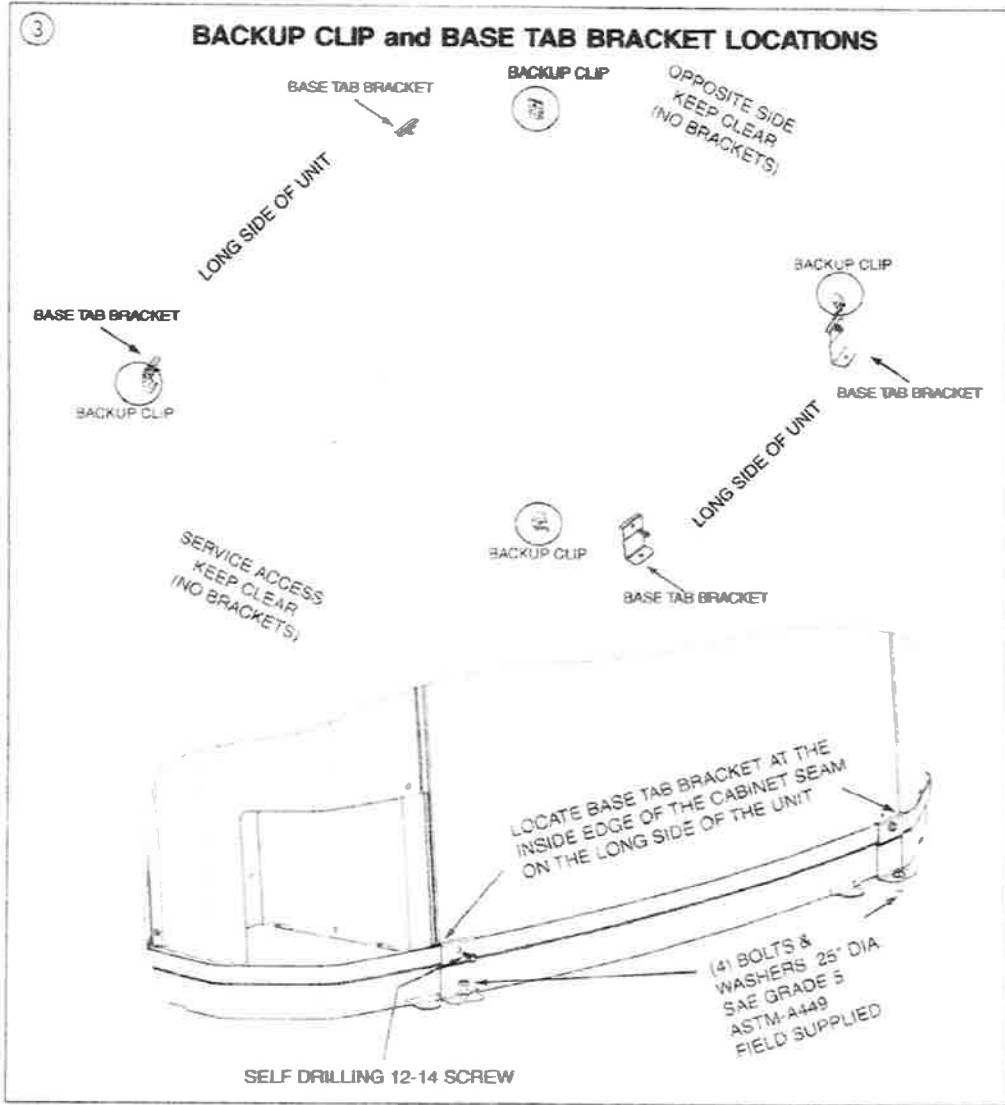 3
BACKUP CLIP and BASE TAB BRACKET LOCATIONS
BASE TAB BRACKET
BACKUP CLIP
OPPOSITE SIDE
KEEP CLEAR
(NO BRACKETS)
LONG SIDE OF UNIT
BACKUP CLIP
BASE TAB BRACKET
BASE TAB BRACKET
BACKUP CLIP
LONG SIDE OF UNIT
BACKUP CLIP
BASE TAB BRACKET
SERVICE ACCESS
KEEP CLEAR
(NO BRACKETS)
LOCATE BASE TAB BRACKET AT THE
INSIDE EDGE OF THE CABINET SEAM
ON THE LONG SIDE OF THE UNIT
(4) BOLTS &
WASHERS .25" DIA.
SAE GRADE 5
ASTM-A449
FIELD SUPPLIED
SELF DRILLING 12-14 SCREW